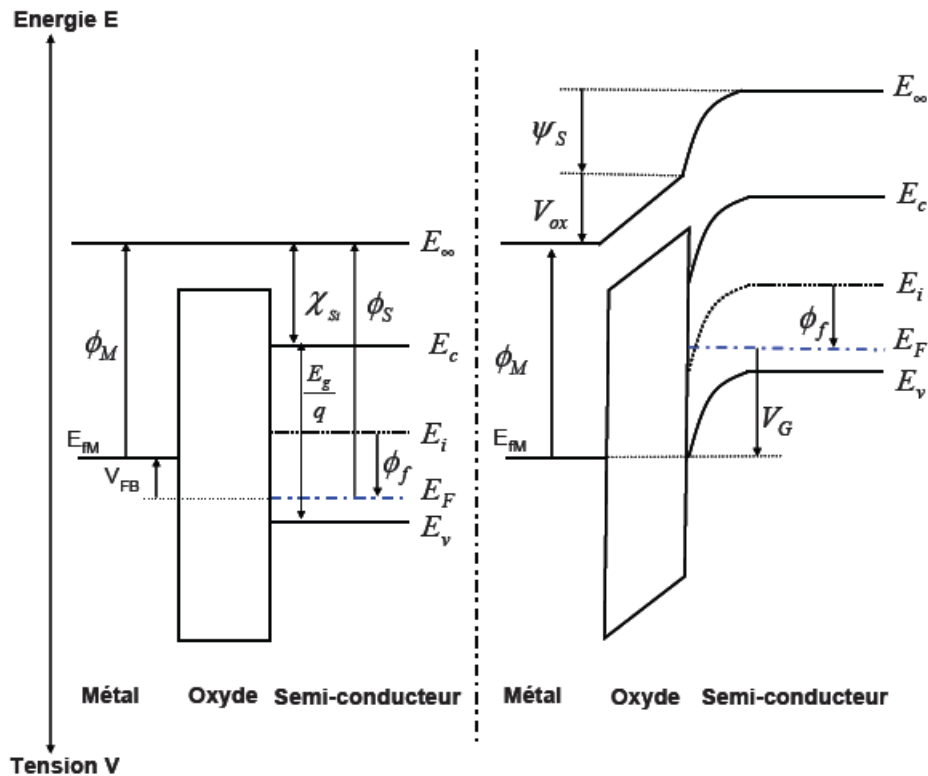 Energie E
E∞
ψS
Vox
Ec
E∞
Ei
χSi
ϕS
ϕf
ϕM
EF
Ec
ϕM
Ev
Eg
q
VG
EfM
Ei
EfM
ϕf
VFB
EF
Ev
Métal
Oxyde
Semi-conducteur
Métal
Oxyde
Semi-conducteur
Tension V